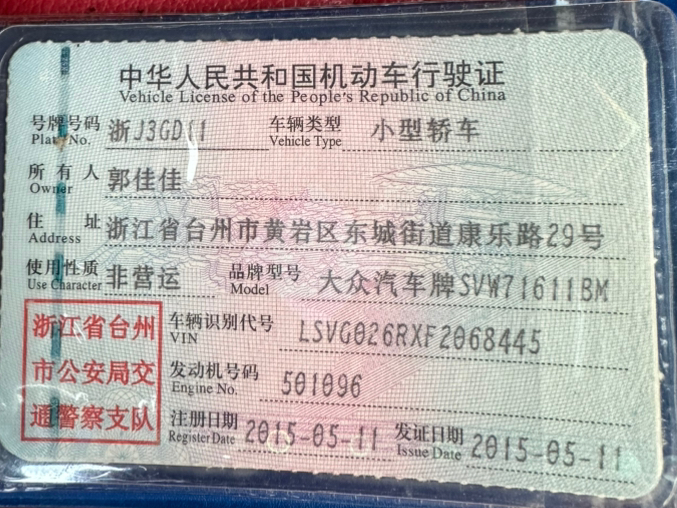 中华人民共和国机动车行驶证
Vehicle License of the People's Republic of China
号牌号码 浙J3GD11 车辆类型 小型轿车
Plate No. Vehicle Type
所有人 郭佳佳
Owner
住址 浙江省台州市黄岩区东城街道康乐路29号
Address
使用性质 非营运 品牌型号 大众汽车牌SVW71611BM
Use Character Model
浙江省台州
市公安局交
通警察支队
车辆识别代号 LSVG026RXF2068445
VIN
发动机号码 501096
Engine No.
注册日期 2015-05-11 发证日期 2015-05-11
Register Date Issue Date